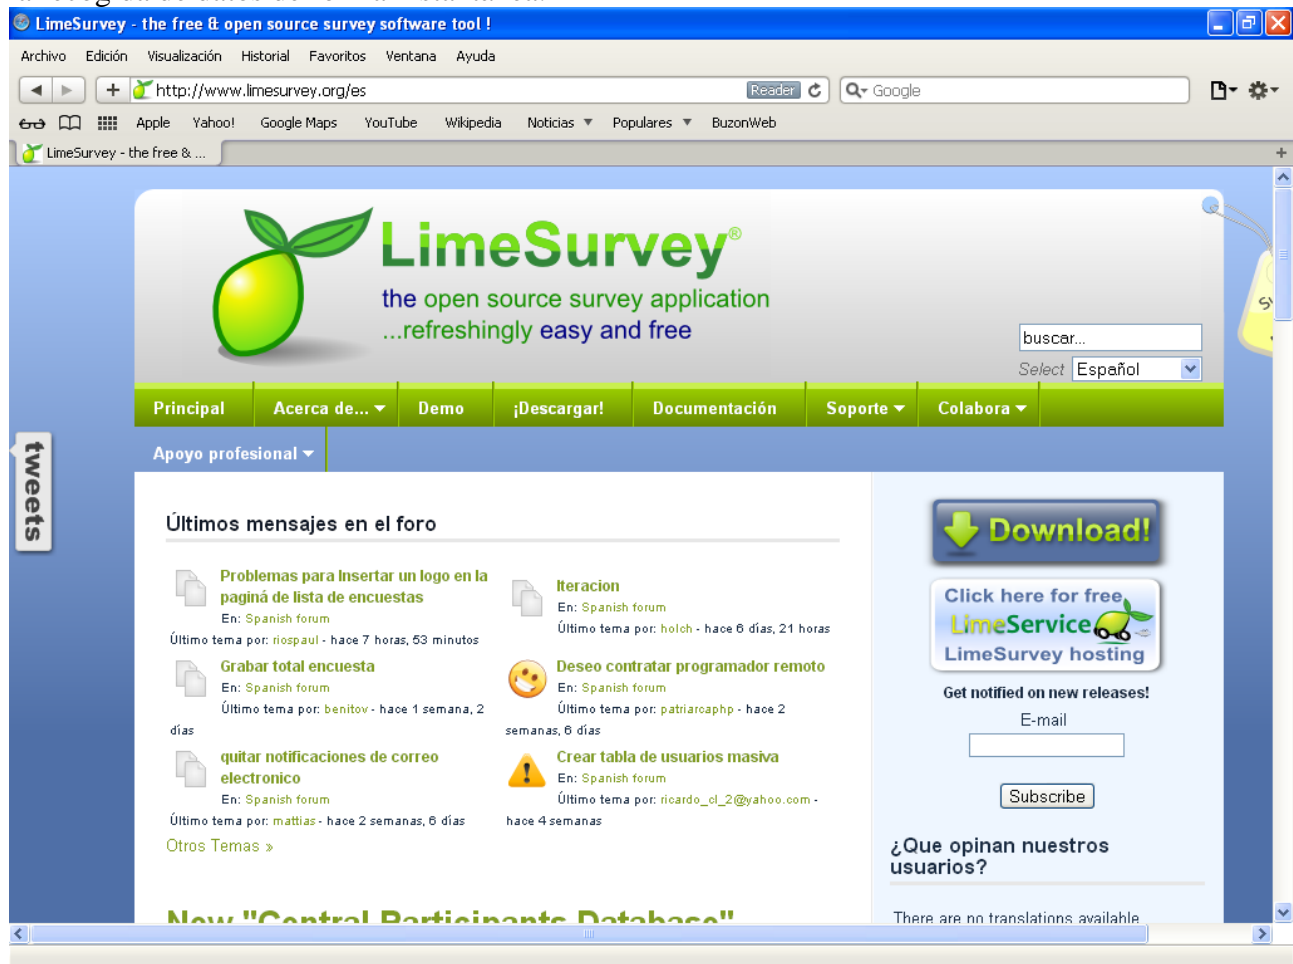 LimeSurvey - the free & open source survey software tool !
Archivo Edición Visualización Historial Favoritos Ventana Ayuda
http://www.limesurvey.org/es Reader Google
Apple Yahoo! Google Maps YouTube Wikipedia Noticias ▼ Populares ▼ BuzonWeb
LimeSurvey - the free & ... +
LimeSurvey®
the open source survey application
...refreshingly easy and free
buscar...
Select Español
Principal Acerca de... Demo ¡Descargar! Documentación Soporte Colabora
Apoyo profesional
tweets
Últimos mensajes en el foro
Problemas para Insertar un logo en la
paginá de lista de encuestas
En: Spanish forum
Último tema por: riospaul - hace 7 horas, 53 minutos
Iteracion
En: Spanish forum
Último tema por: holch - hace 6 días, 21 horas
Grabar total encuesta
En: Spanish forum
Último tema por: benitov - hace 1 semana, 2
días
Deseo contratar programador remoto
En: Spanish forum
Último tema por: patriarcaphp - hace 2
semanas, 6 días
quitar notificaciones de correo
electronico
En: Spanish forum
Último tema por: mattias - hace 2 semanas, 6 días
Crear tabla de usuarios masiva
En: Spanish forum
Último tema por: ricardo_cl_2@yahoo.com -
hace 4 semanas
Otros Temas »
New "Central Participants Database"
Download!
Click here for free
LimeService
LimeSurvey hosting
Get notified on new releases!
E-mail
Subscribe
¿Que opinan nuestros
usuarios?
There are no translations available